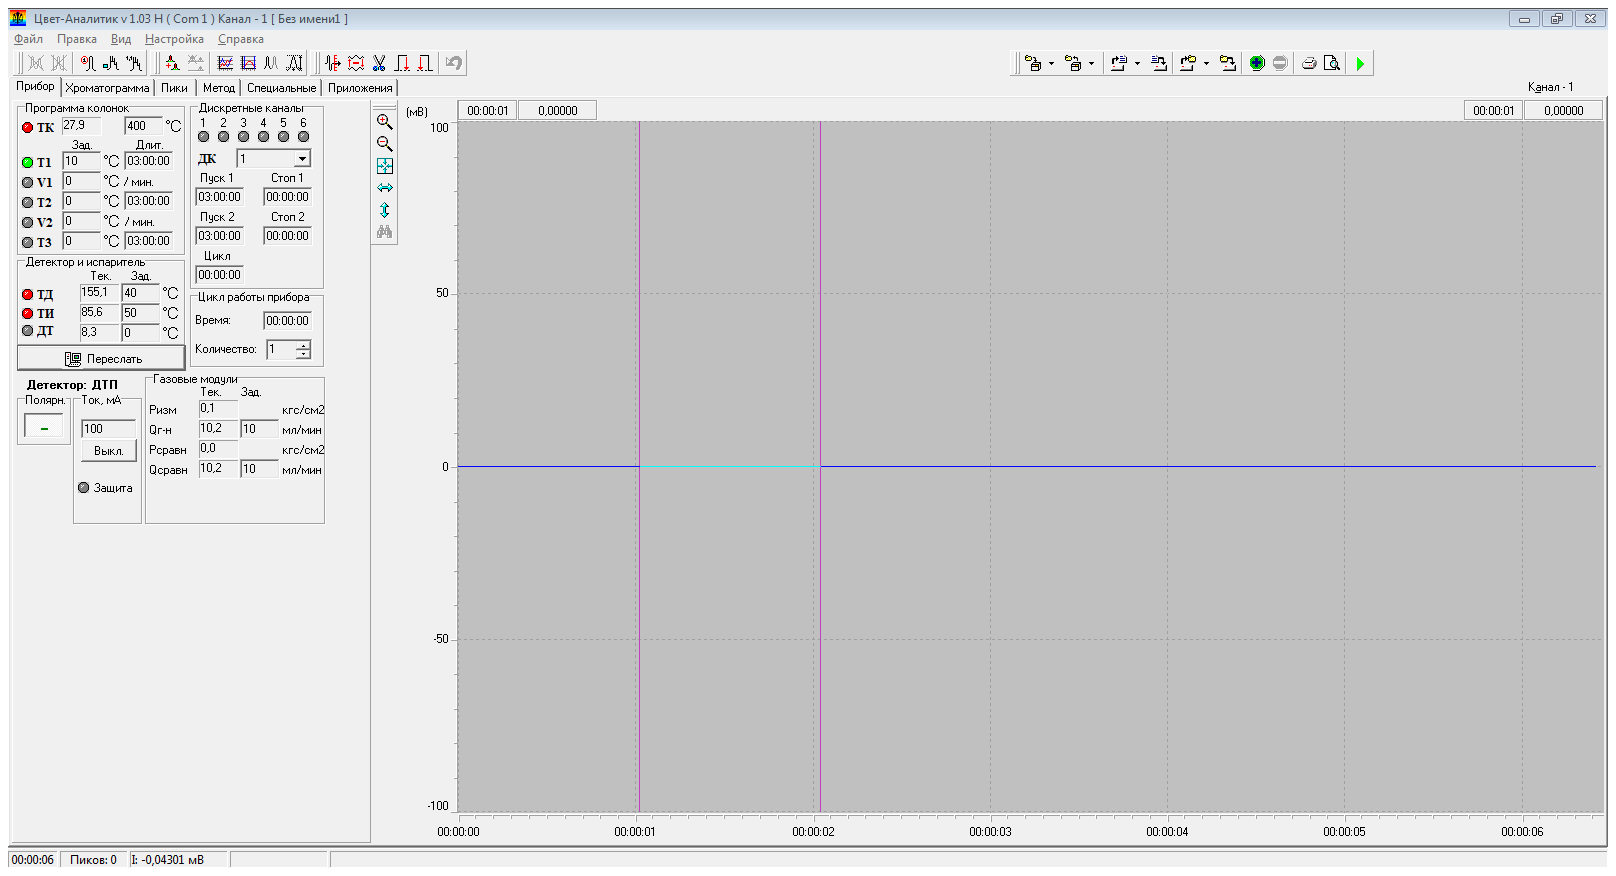 Цвет-Аналитик v 1.03 Н ( Com 1 ) Канал - 1 [ Без имени1 ]
Файл Правка Вид Настройка Справка
Прибор Хроматограмма Пики Метод Специальные Приложения Канал - 1
Программа колонок
ТК 27,9 400 °C
Зад. Длит.
Т1 10 °C 03:00:00
V1 0 °C / мин.
Т2 0 °C 03:00:00
V2 0 °C / мин.
Т3 0 °C 03:00:00
Детектор и испаритель
Тек. Зад.
ТД 155,1 40 °C
ТИ 85,6 50 °C
ДТ 8,3 0 °C
Переслать
Дискретные каналы
1 2 3 4 5 6
ДК 1
Пуск 1 Стоп 1
03:00:00 00:00:00
Пуск 2 Стоп 2
03:00:00 00:00:00
Цикл
00:00:00
Цикл работы прибора
Время: 00:00:00
Количество: 1
Детектор: ДТП
Полярн.
–
Ток, мА
100
Выкл.
Защита
Газовые модули
Тек. Зад.
Ризм 0,1 кгс/см2
Qг-н 10,2 10 мл/мин
Рсравн 0,0 кгс/см2
Qсравн 10,2 10 мл/мин
(мВ) 00:00:01 0,00000 00:00:01 0,00000
100
50
0
-50
-100
00:00:00 00:00:01 00:00:02 00:00:03 00:00:04 00:00:05 00:00:06
00:00:06 Пиков: 0 I: -0,04301 мВ